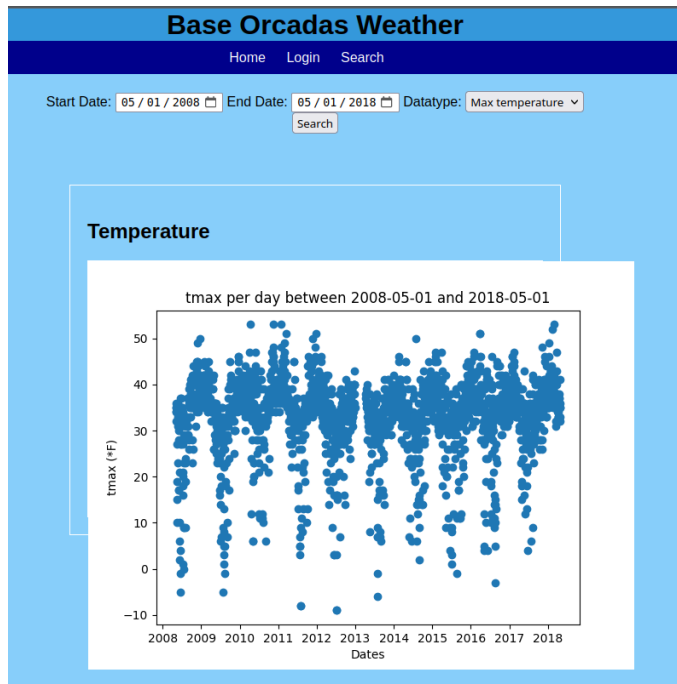 Base Orcadas Weather
Home Login Search
Start Date: 05/01/2008 End Date: 05/01/2018 Datatype: Max temperature
Search
Temperature
tmax per day between 2008-05-01 and 2018-05-01
50
40
30
20
10
0
−10
tmax (*F)
2008 2009 2010 2011 2012 2013 2014 2015 2016 2017 2018
Dates